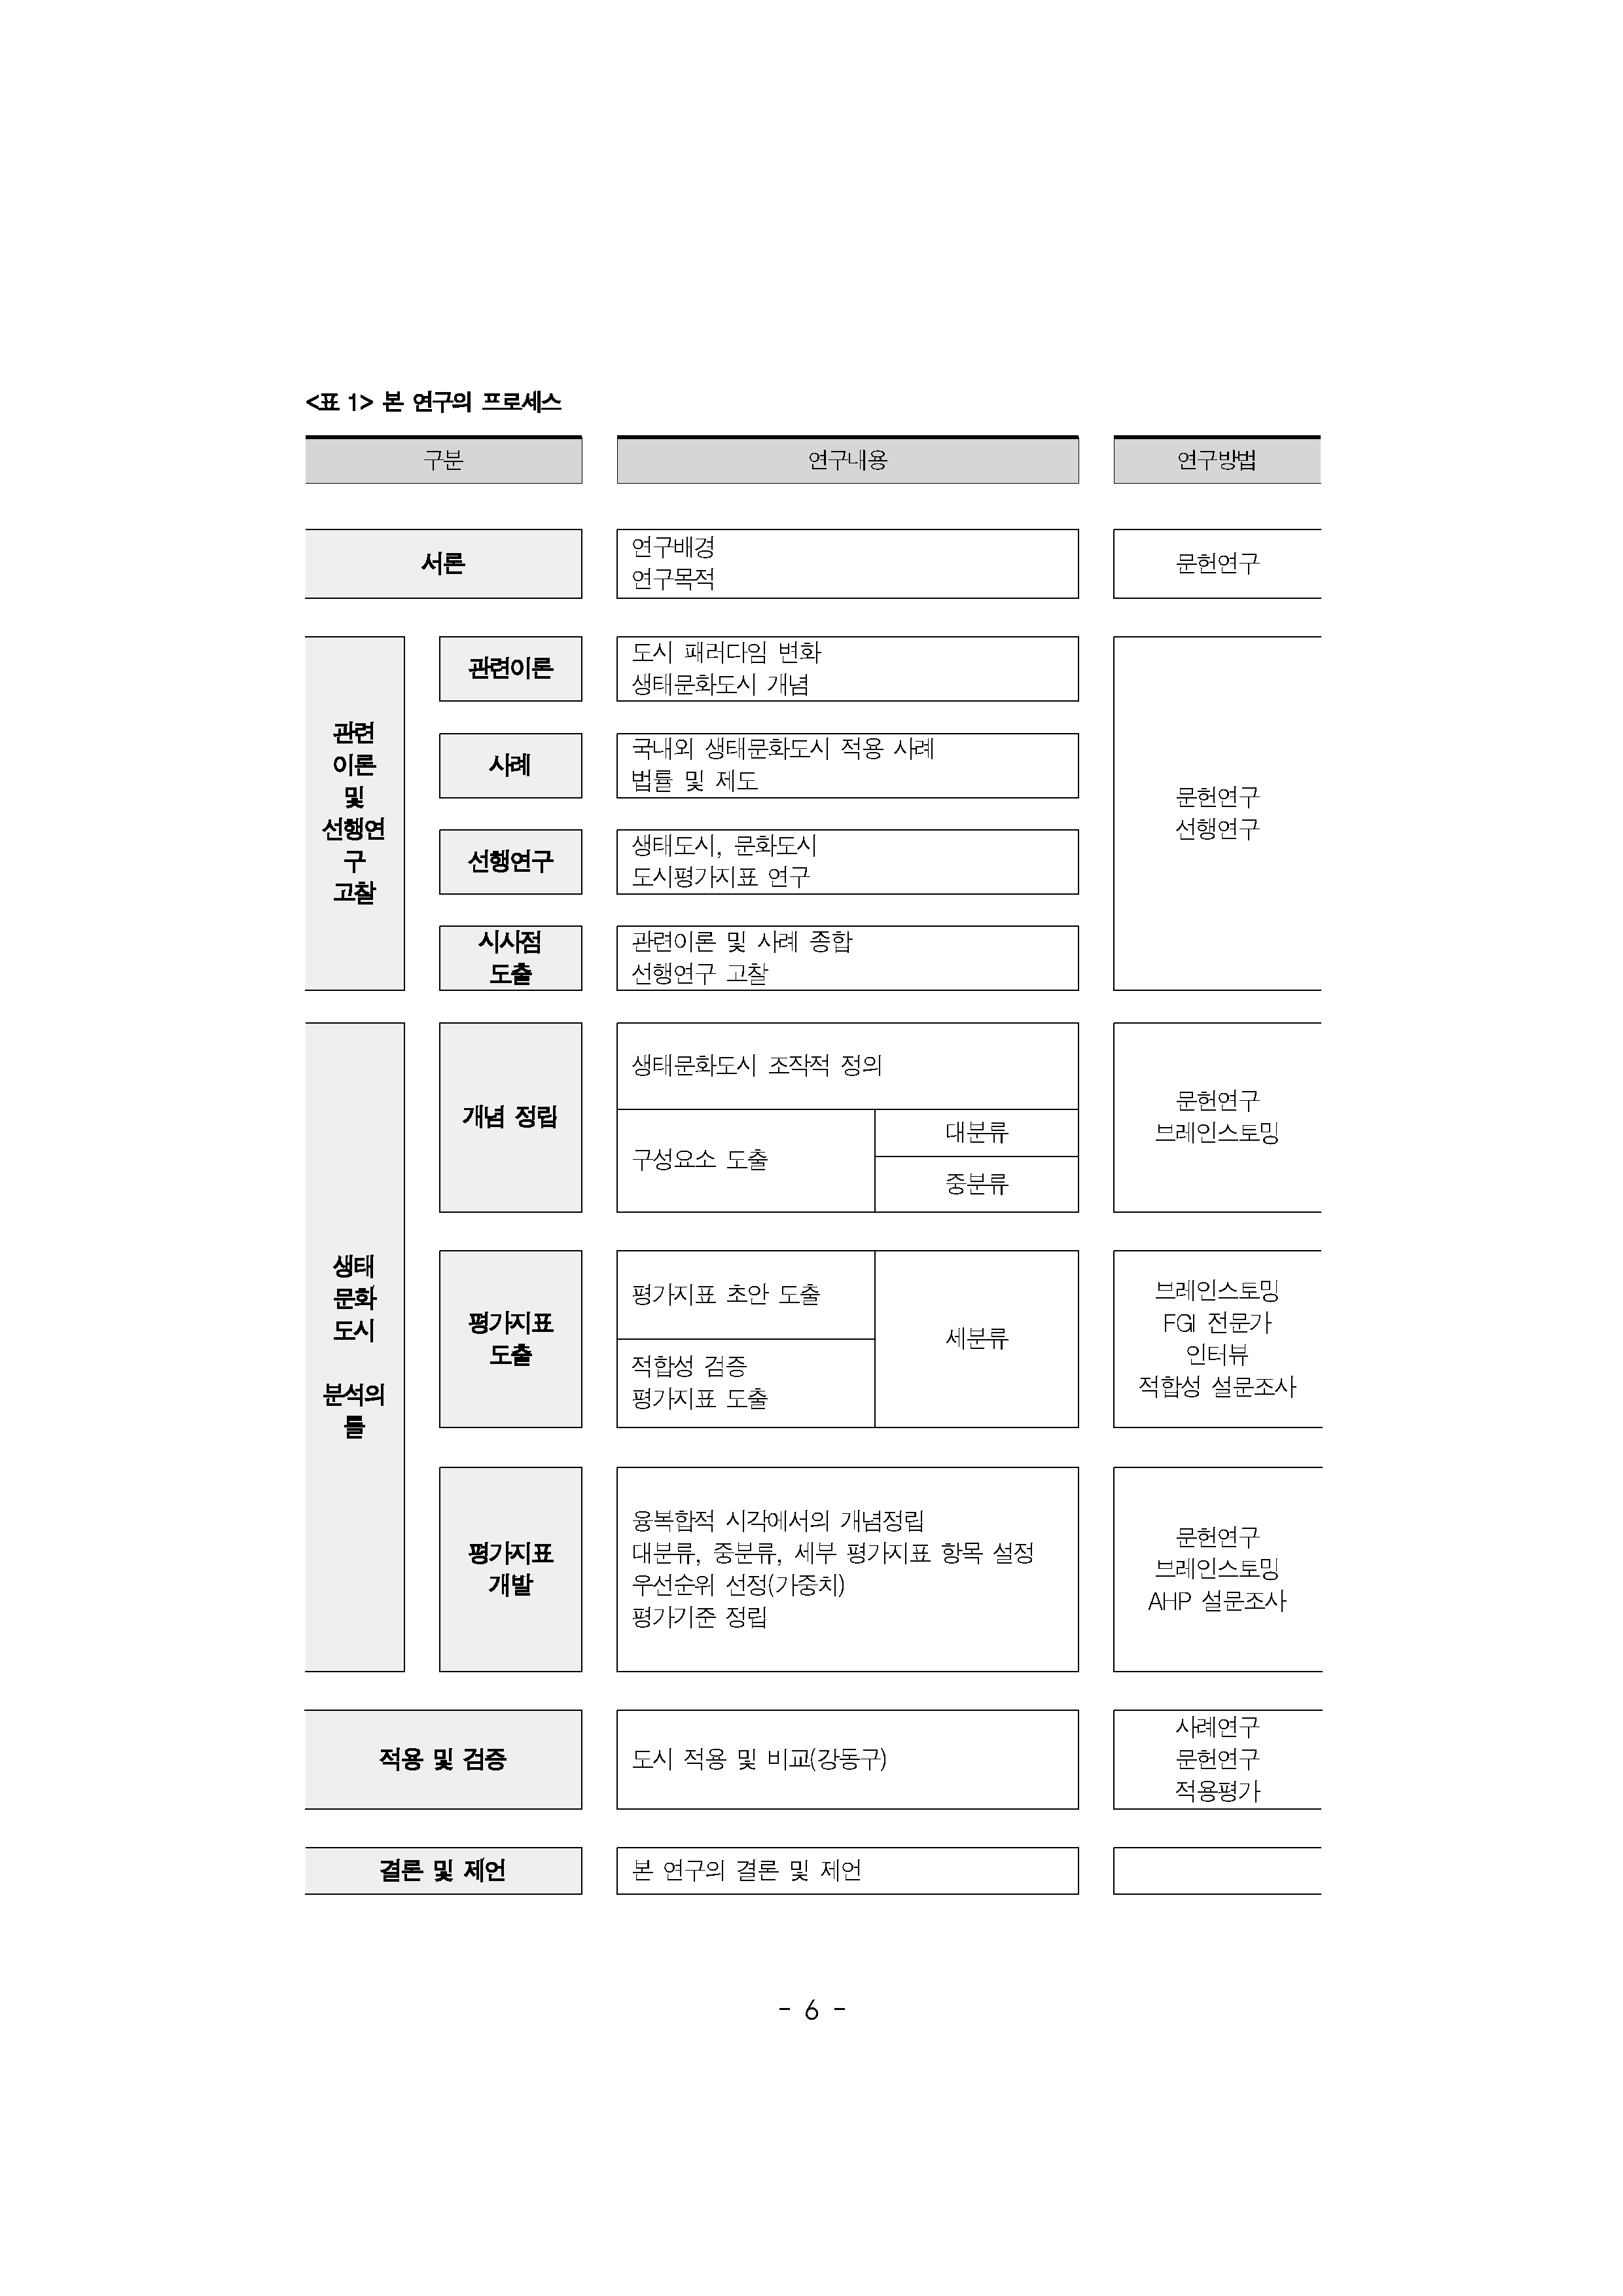 <표 1> 본 연구의 프로세스
구분
연구내용
연구방법
서론
연구배경
연구목적
문헌연구
관련
이론
및
선행연
구
고찰
관련이론
도시 패러다임 변화
생태문화도시 개념
사례
국내외 생태문화도시 적용 사례
법률 및 제도
선행연구
생태도시, 문화도시
도시평가지표 연구
시사점
도출
관련이론 및 사례 종합
선행연구 고찰
문헌연구
선행연구
생태
문화
도시
분석의
틀
개념 정립
생태문화도시 조작적 정의
구성요소 도출
대분류
중분류
문헌연구
브레인스토밍
평가지표
도출
평가지표 초안 도출
적합성 검증
평가지표 도출
세분류
브레인스토밍
FGI 전문가
인터뷰
적합성 설문조사
평가지표
개발
융복합적 시각에서의 개념정립
대분류, 중분류, 세부 평가지표 항목 설정
우선순위 선정(가중치)
평가기준 정립
문헌연구
브레인스토밍
AHP 설문조사
적용 및 검증
도시 적용 및 비교(강동구)
사례연구
문헌연구
적용평가
결론 및 제언
본 연구의 결론 및 제언
- 6 -